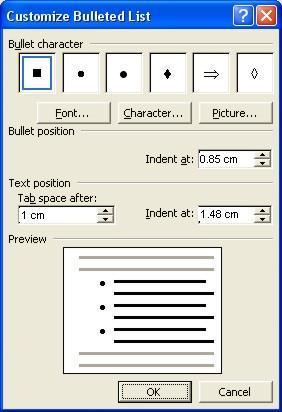 Customize Bulleted List
Bullet character
Font... Character... Picture...
Bullet position
Indent at: 0.85 cm
Text position
Tab space after:
1 cm Indent at: 1.48 cm
Preview
OK Cancel